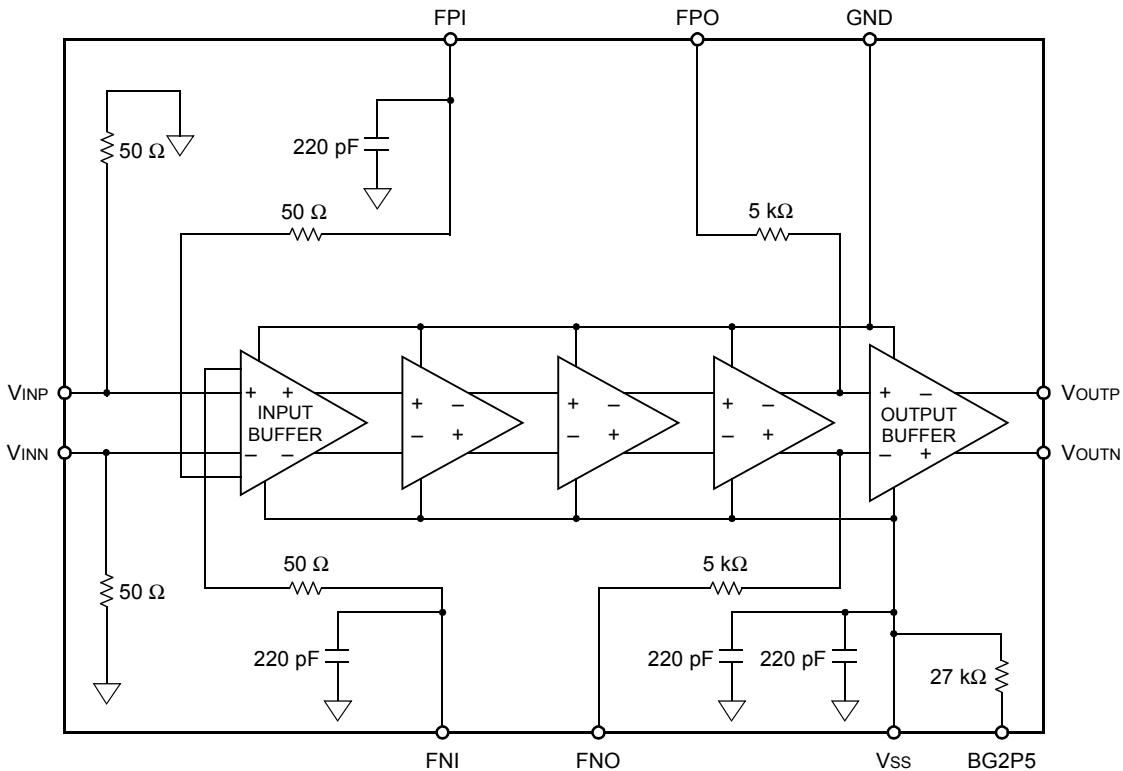 FPI
FPO
GND
50 Ω
220 pF
50 Ω
5 kΩ
VINP
VINN
+ +
INPUT
BUFFER
– –
+ –
– +
+ –
– +
+ –
– +
+ –
OUTPUT
BUFFER
– +
VOUTP
VOUTN
50 Ω
50 Ω
5 kΩ
220 pF
220 pF
220 pF
27 kΩ
FNI
FNO
VSS
BG2P5